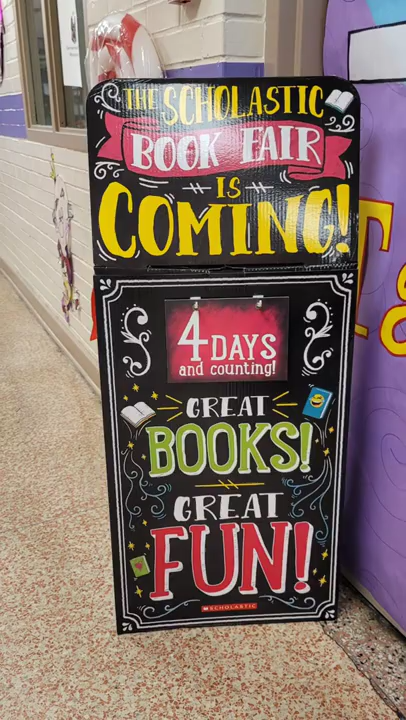 THE SCHOLASTIC
BOOK FAIR
IS
COMING!
4 DAYS
and counting!
GREAT
BOOKS!
GREAT
FUN!
SCHOLASTIC